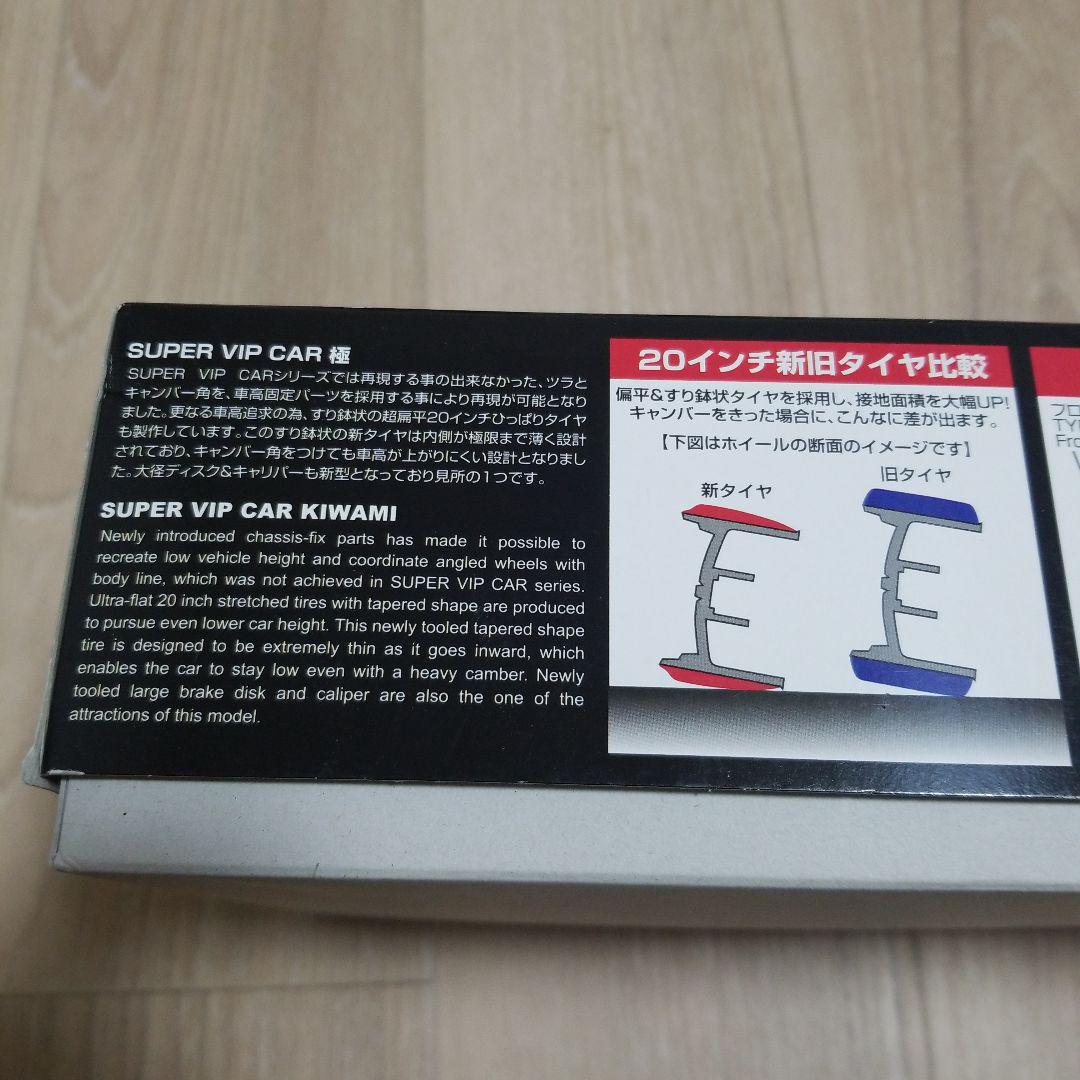 SUPER VIP CAR 極
SUPER VIP CARシリーズでは再現する事の出来なかった、ツラと
キャンバー角を、車高固定パーツを採用する事により再現が可能となり
ました。更なる車高追求の為、すり鉢状の超扁平20インチひっぱりタイヤ
も製作しています。このすり鉢状の新タイヤは内側が極限まで薄く設計
されており、キャンバー角をつけても車高が上がりにくい設計となりまし
た。大径ディスク&キャリパーも新型となっており見所の1つです。
SUPER VIP CAR KIWAMI
Newly introduced chassis-fix parts has made it possible to
recreate low vehicle height and coordinate angled wheels with
body line, which was not achieved in SUPER VIP CAR series.
Ultra-flat 20 inch stretched tires with tapered shape are produced
to pursue even lower car height. This newly tooled tapered shape
tire is designed to be extremely thin as it goes inward, which
enables the car to stay low even with a heavy camber. Newly
tooled large brake disk and caliper are also the one of the
attractions of this model.
20インチ新旧タイヤ比較
偏平&すり鉢状タイヤを採用し、接地面積を大幅UP!
キャンバーをきった場合に、こんなに差が出ます。
【下図はホイールの断面のイメージです】
新タイヤ
旧タイヤ
フロ
TYP
Fro